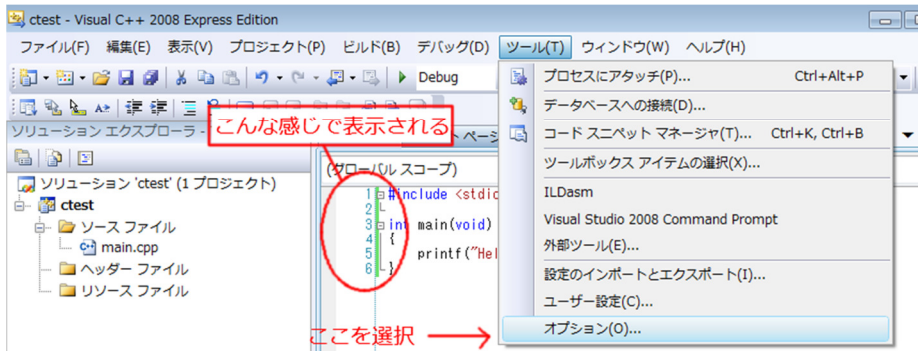 ctest - Visual C++ 2008 Express Edition
ファイル(F) 編集(E) 表示(V) プロジェクト(P) ビルド(B) デバッグ(D) ツール(T) ウィンドウ(W) ヘルプ(H)
Debug
プロセスにアタッチ(P)... Ctrl+Alt+P
データベースへの接続(D)...
コード スニペット マネージャ(T)... Ctrl+K, Ctrl+B
ツールボックス アイテムの選択(X)...
ILDasm
Visual Studio 2008 Command Prompt
外部ツール(E)...
設定のインポートとエクスポート(I)...
ユーザー設定(C)...
オプション(O)...
ソリューション エクスプローラ -
こんな感じで表示される
ト ページ
ソリューション 'ctest' (1 プロジェクト)
ctest
ソース ファイル
main.cpp
ヘッダー ファイル
リソース ファイル
(グローバル スコープ)
1 #include <stdio
2
3 int main(void)
4 {
5 printf("Hel
6 }
ここを選択